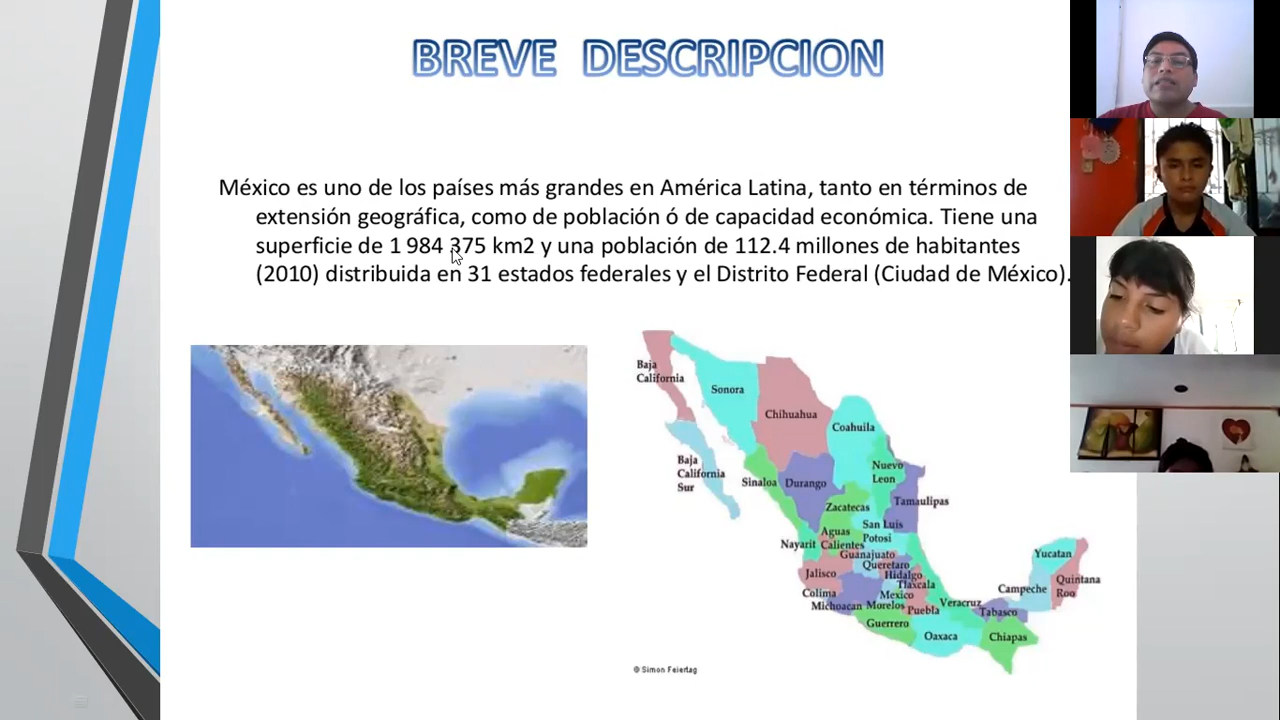 BREVE DESCRIPCION
México es uno de los países más grandes en América Latina, tanto en términos de
extensión geográfica, como de población ó de capacidad económica. Tiene una
superficie de 1 984 375 km2 y una población de 112.4 millones de habitantes
(2010) distribuida en 31 estados federales y el Distrito Federal (Ciudad de México).
Baja
California
Sonora
Chihuahua
Coahuila
Baja
California
Sur
Sinaloa
Durango
Nuevo
Leon
Tamaulipas
Zacatecas
San Luis
Potosi
Aguas
Calientes
Nayarit
Guanajuato
Queretaro
Hidalgo
Tlaxcala
Jalisco
Colima
Mexico
Michoacan
Morelos
Puebla
Veracruz
Tabasco
Campeche
Yucatan
Quintana
Roo
Guerrero
Oaxaca
Chiapas
© Simon Feiertag